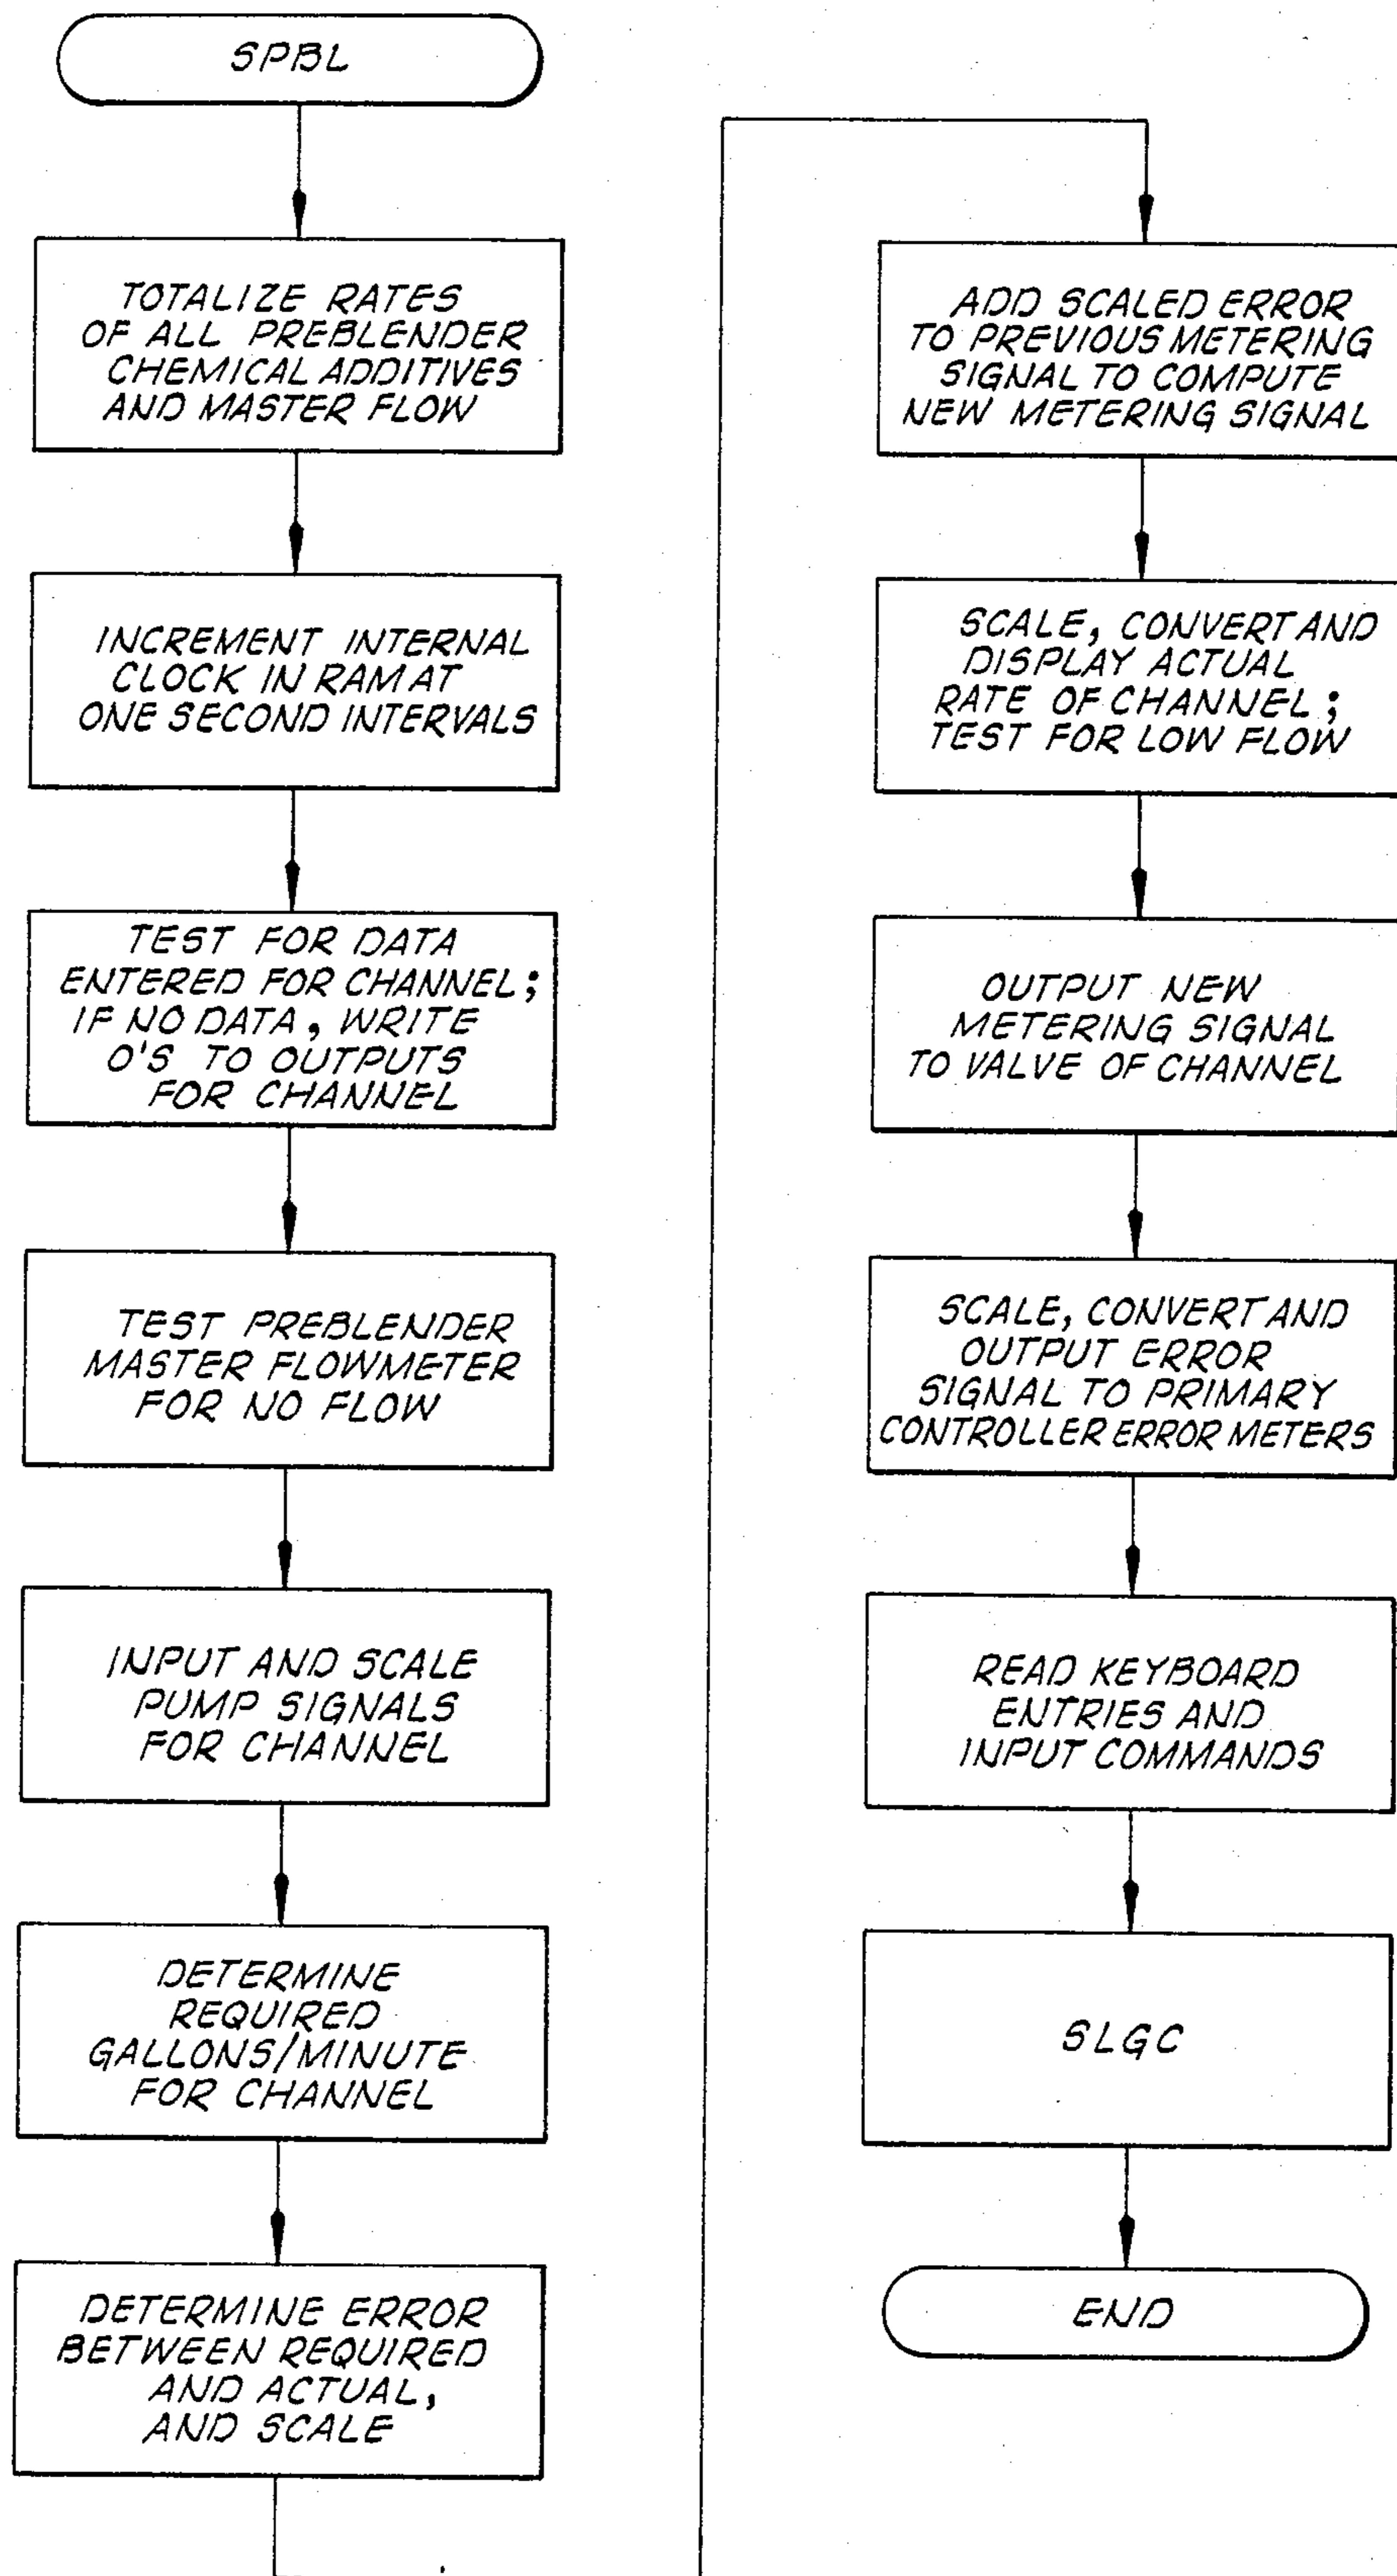 SPBL
TOTALIZE RATES
OF ALL PREBLENDER
CHEMICAL ADDITIVES
AND MASTER FLOW
INCREMENT INTERNAL
CLOCK IN RAM AT
ONE SECOND INTERVALS
TEST FOR DATA
ENTERED FOR CHANNEL;
IF NO DATA, WRITE
O'S TO OUTPUTS
FOR CHANNEL
TEST PREBLENDER
MASTER FLOWMETER
FOR NO FLOW
INPUT AND SCALE
PUMP SIGNALS
FOR CHANNEL
DETERMINE
REQUIRED
GALLONS/MINUTE
FOR CHANNEL
DETERMINE ERROR
BETWEEN REQUIRED
AND ACTUAL,
AND SCALE
ADD SCALED ERROR
TO PREVIOUS METERING
SIGNAL TO COMPUTE
NEW METERING SIGNAL
SCALE, CONVERT AND
DISPLAY ACTUAL
RATE OF CHANNEL;
TEST FOR LOW FLOW
OUTPUT NEW
METERING SIGNAL
TO VALVE OF CHANNEL
SCALE, CONVERT AND
OUTPUT ERROR
SIGNAL TO PRIMARY
CONTROLLER ERROR METERS
READ KEYBOARD
ENTRIES AND
INPUT COMMANDS
SLGC
END